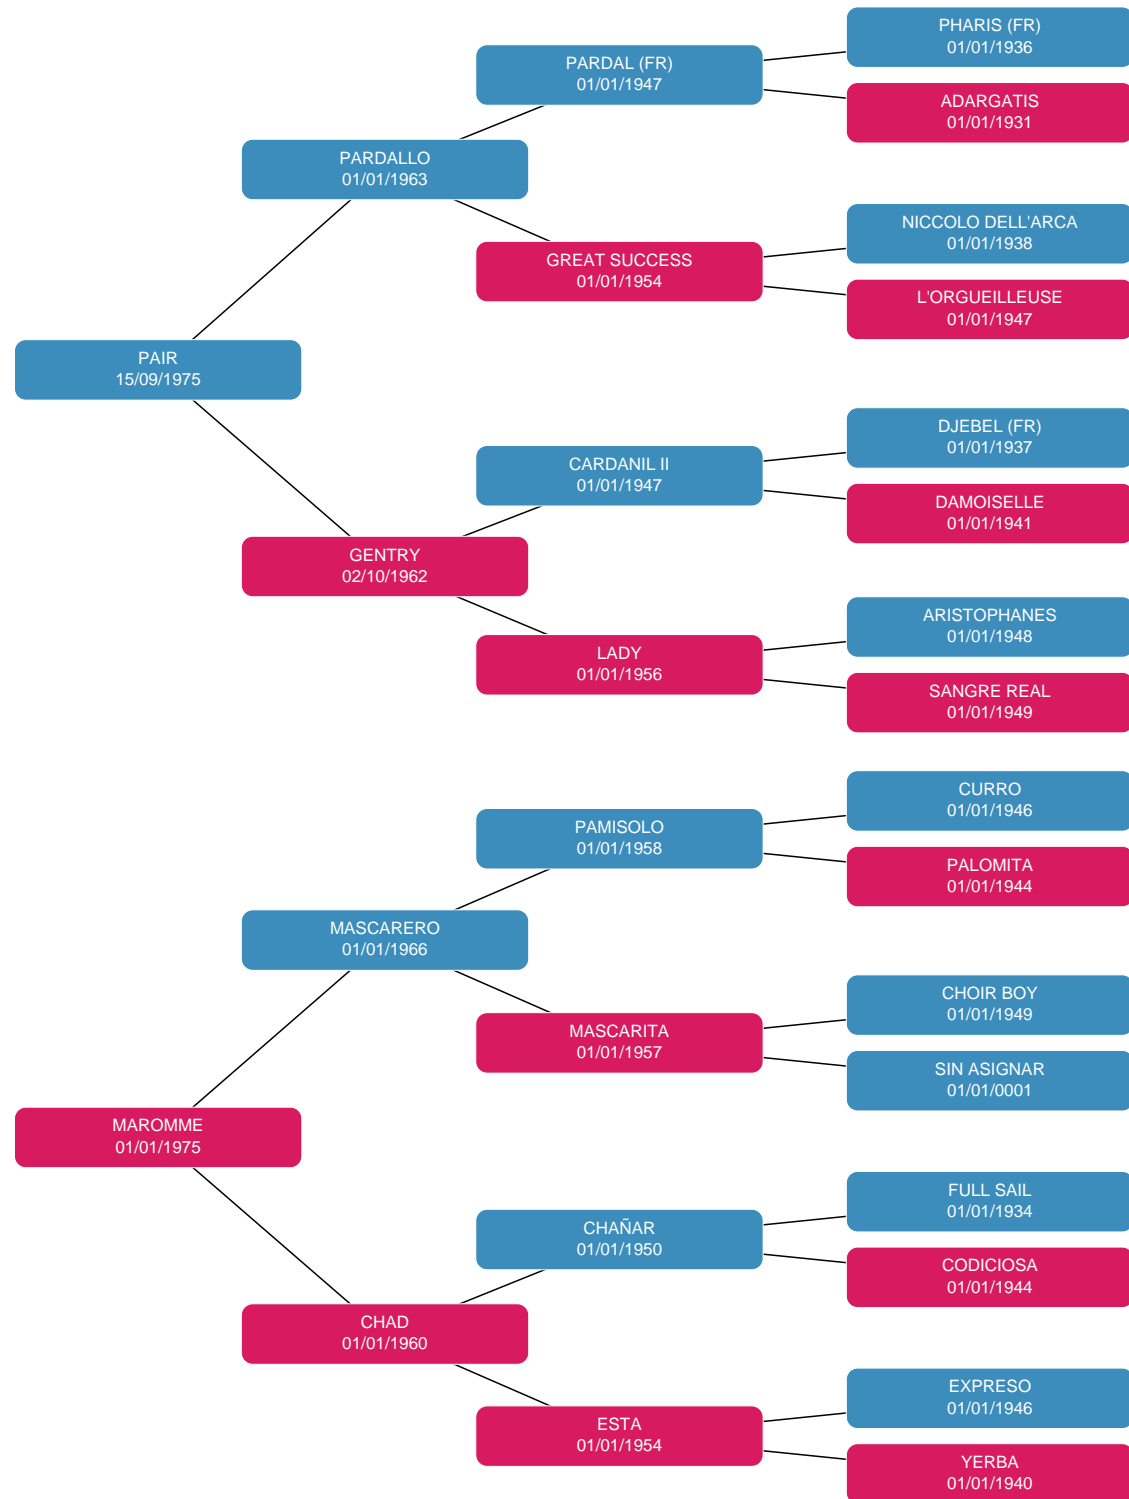 PHARIS (FR)
01/01/1936
PARDAL (FR)
01/01/1947
ADARGATIS
01/01/1931
PARDALLO
01/01/1963
NICCOLO DELL'ARCA
01/01/1938
GREAT SUCCESS
01/01/1954
L'ORGUEILLEUSE
01/01/1947
PAIR
15/09/1975
DJEBEL (FR)
01/01/1937
CARDANIL II
01/01/1947
DAMOISELLE
01/01/1941
GENTRY
02/10/1962
ARISTOPHANES
01/01/1948
LADY
01/01/1956
SANGRE REAL
01/01/1949
CURRO
01/01/1946
PAMISOLO
01/01/1958
PALOMITA
01/01/1944
MASCARERO
01/01/1966
CHOIR BOY
01/01/1949
MASCARITA
01/01/1957
SIN ASIGNAR
01/01/0001
MAROMME
01/01/1975
FULL SAIL
01/01/1934
CHAÑAR
01/01/1950
CODICIOSA
01/01/1944
CHAD
01/01/1960
EXPRESO
01/01/1946
ESTA
01/01/1954
YERBA
01/01/1940